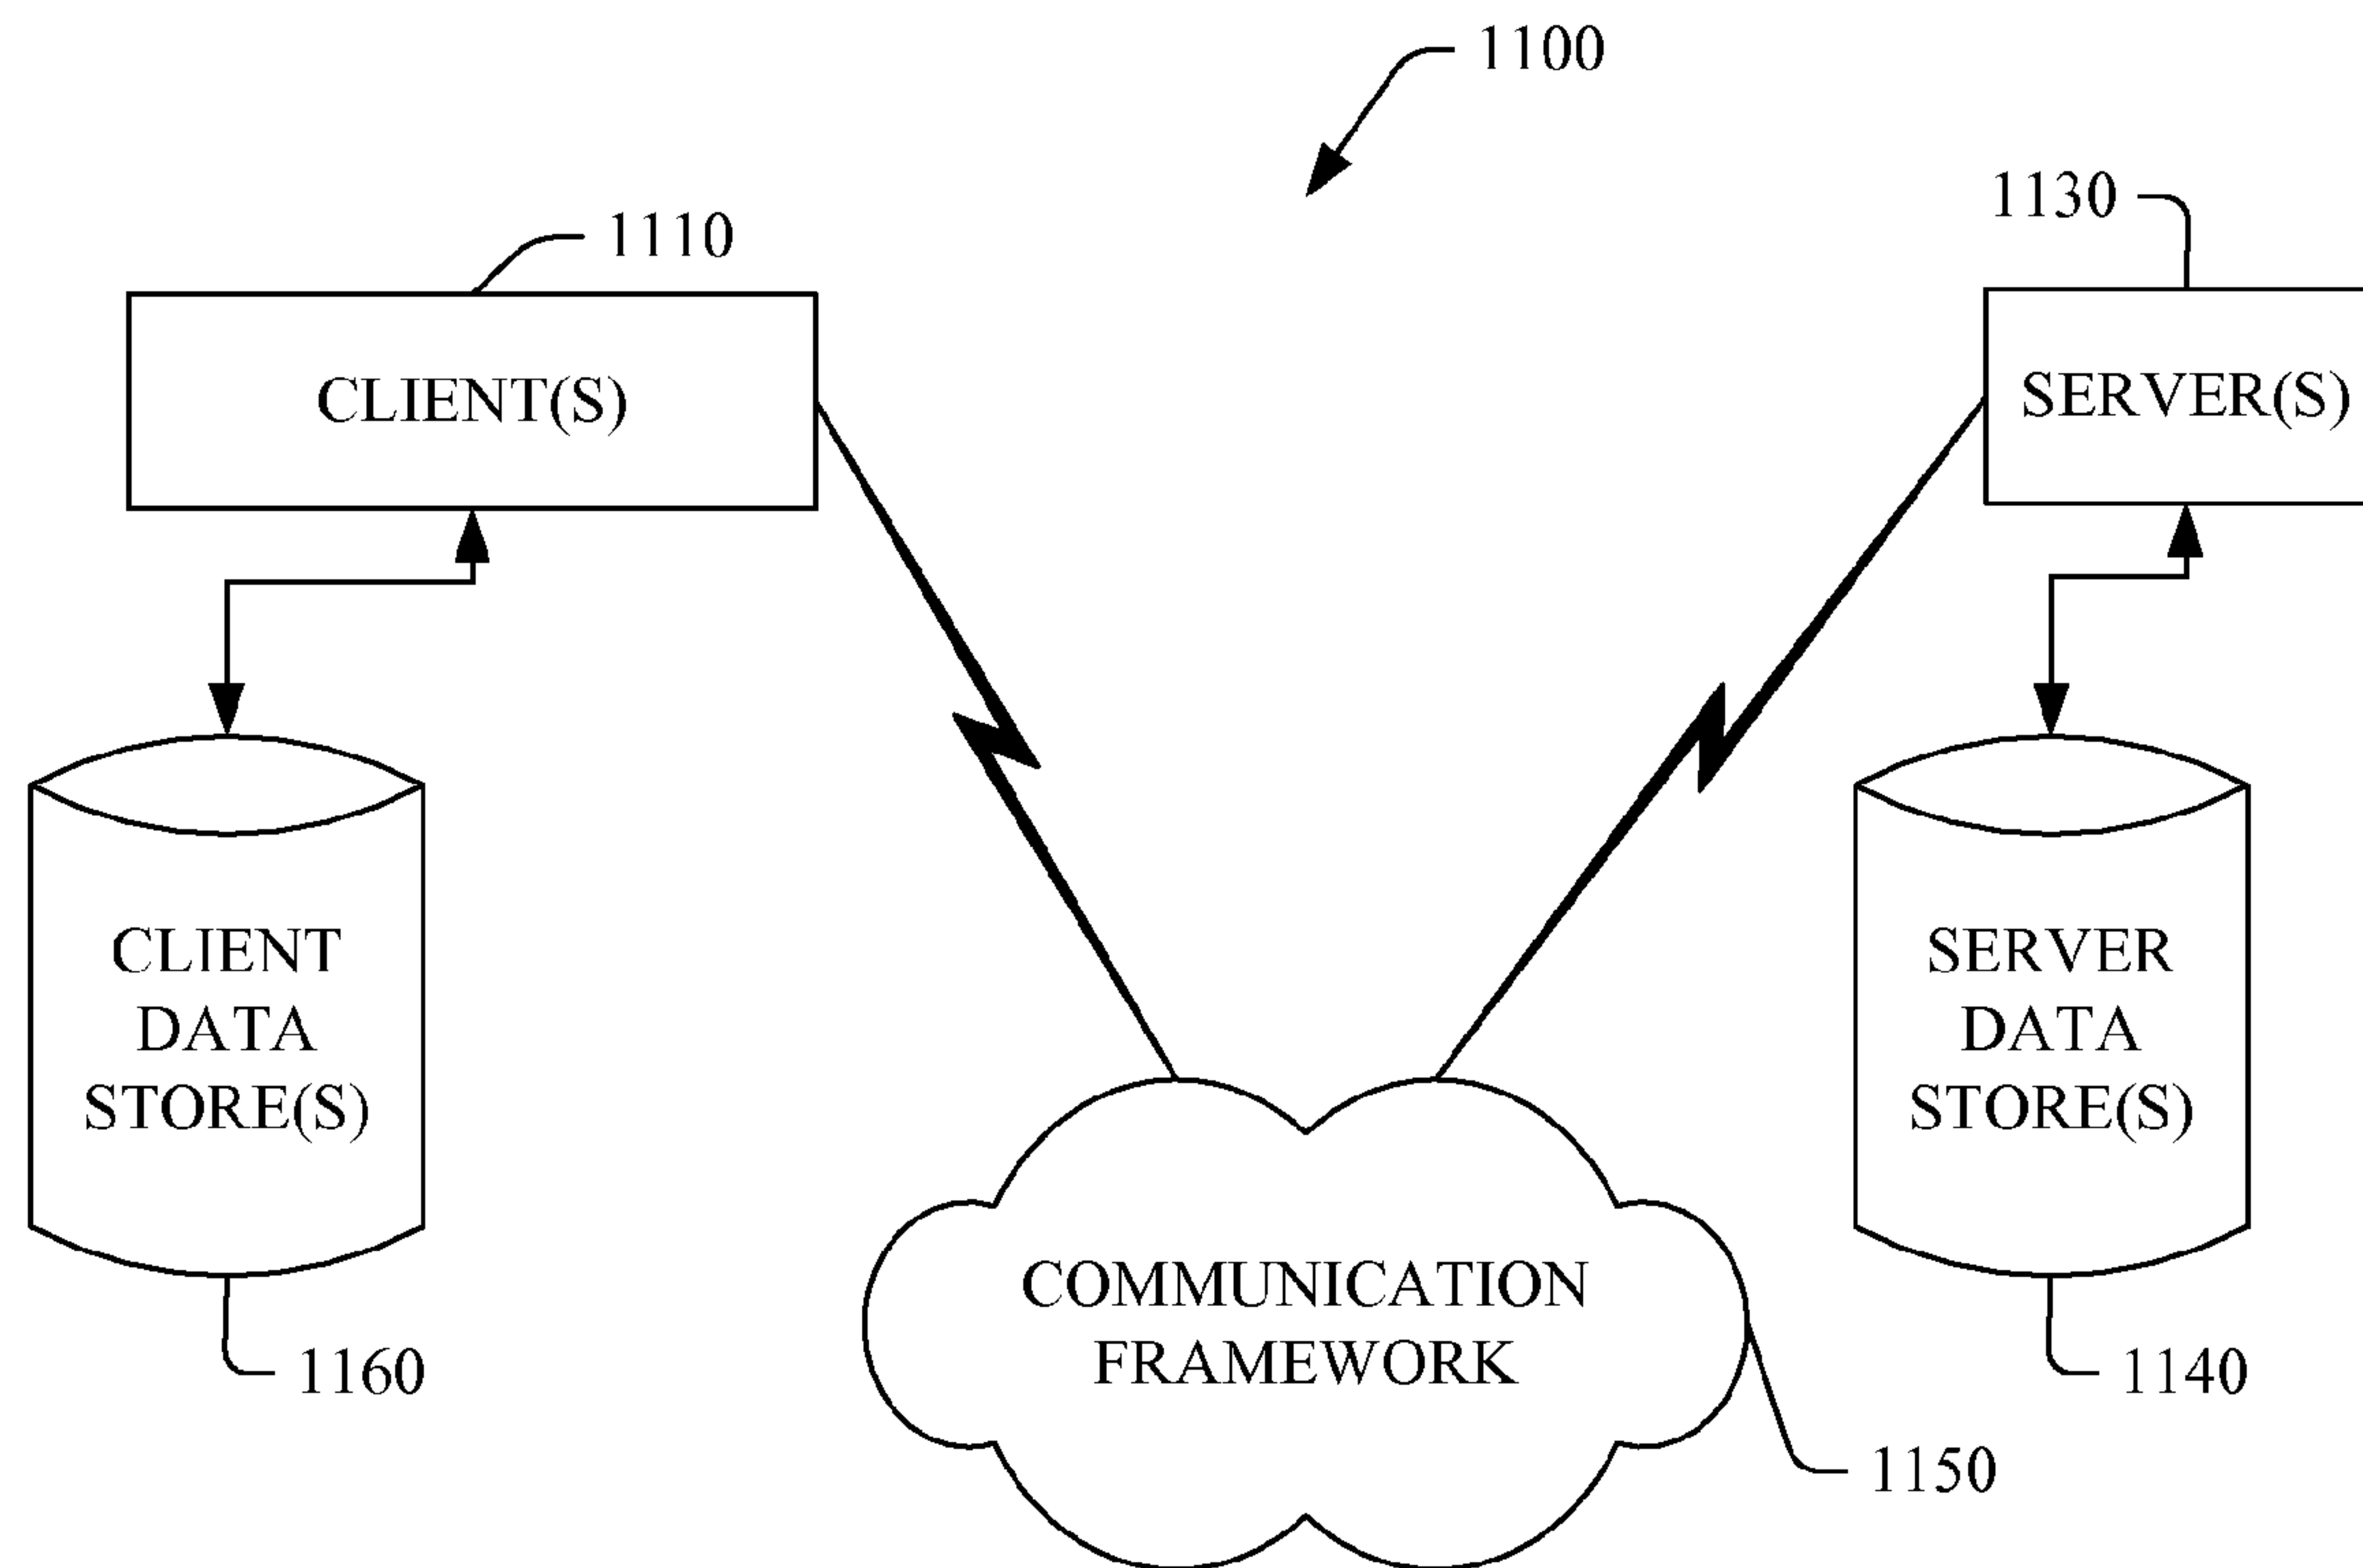 1100
1130
1110
CLIENT(S)
SERVER(S)
CLIENT
DATA
STORE(S)
SERVER
DATA
STORE(S)
COMMUNICATION
FRAMEWORK
1160
1140
1150